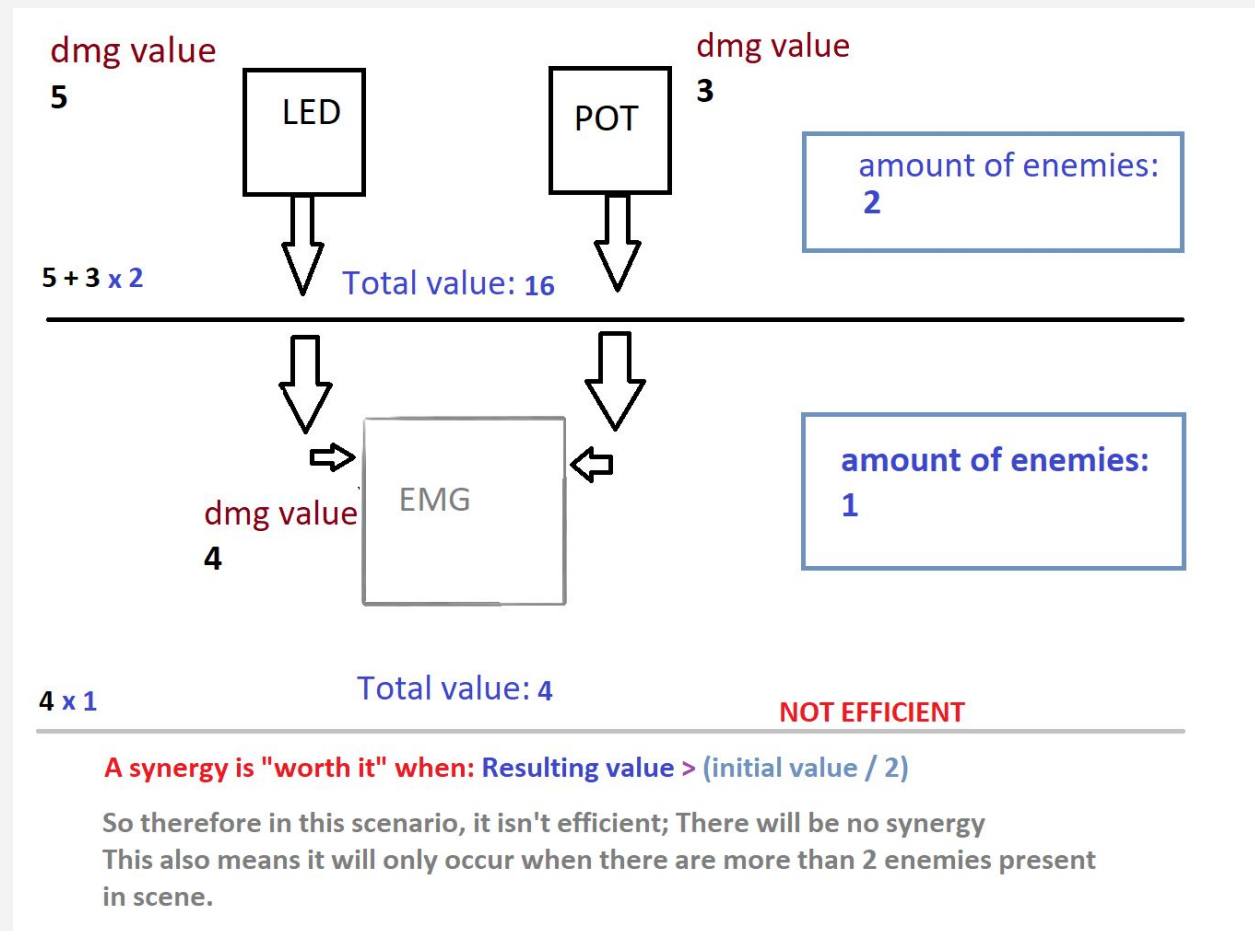 dmg value
5
LED
POT
dmg value
3
amount of enemies:
2
5 + 3 x 2
Total value: 16
EMG
dmg value
4
amount of enemies:
1
4 x 1
Total value: 4
NOT EFFICIENT
A synergy is "worth it" when: Resulting value > (initial value / 2)
So therefore in this scenario, it isn't efficient; There will be no synergy
This also means it will only occur when there are more than 2 enemies present
in scene.